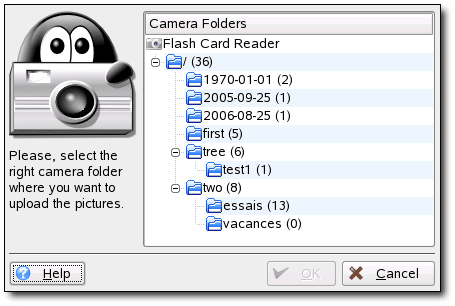 Camera Folders
Flash Card Reader
/ (36)
1970-01-01 (2)
2005-09-25 (1)
2006-08-25 (1)
first (5)
tree (6)
test1 (1)
two (8)
essais (13)
vacances (0)
Please, select the
right camera folder
where you want to
upload the pictures.
Help
OK
Cancel